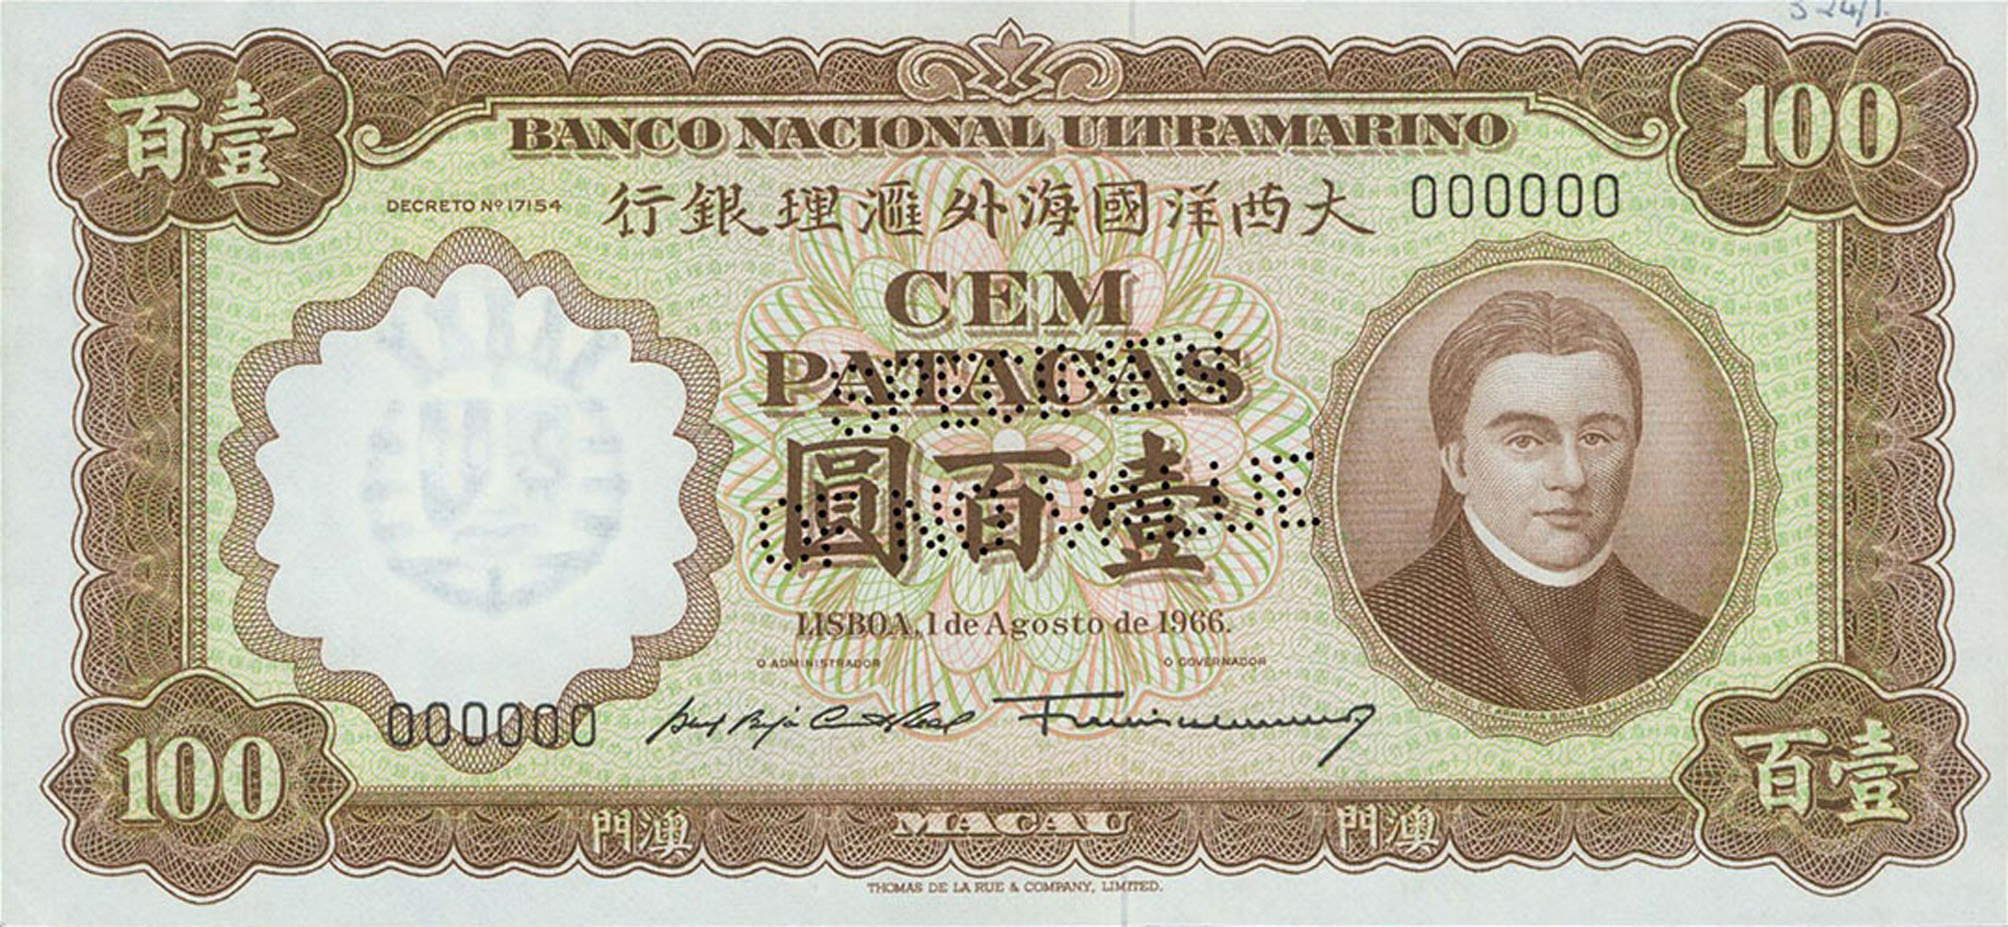 壹百
BANCO NACIONAL ULTRAMARINO
100
DECRETO Nº 17154
大西洋國海外滙理銀行
000000
CEM
PATACAS
壹百圓
LISBOA, 1 de Agosto de 1966.
O ADMINISTRADOR
O GOVERNADOR
000000
100
澳門
MACAU
澳門
壹百
THOMAS DE LA RUE & COMPANY, LIMITED.